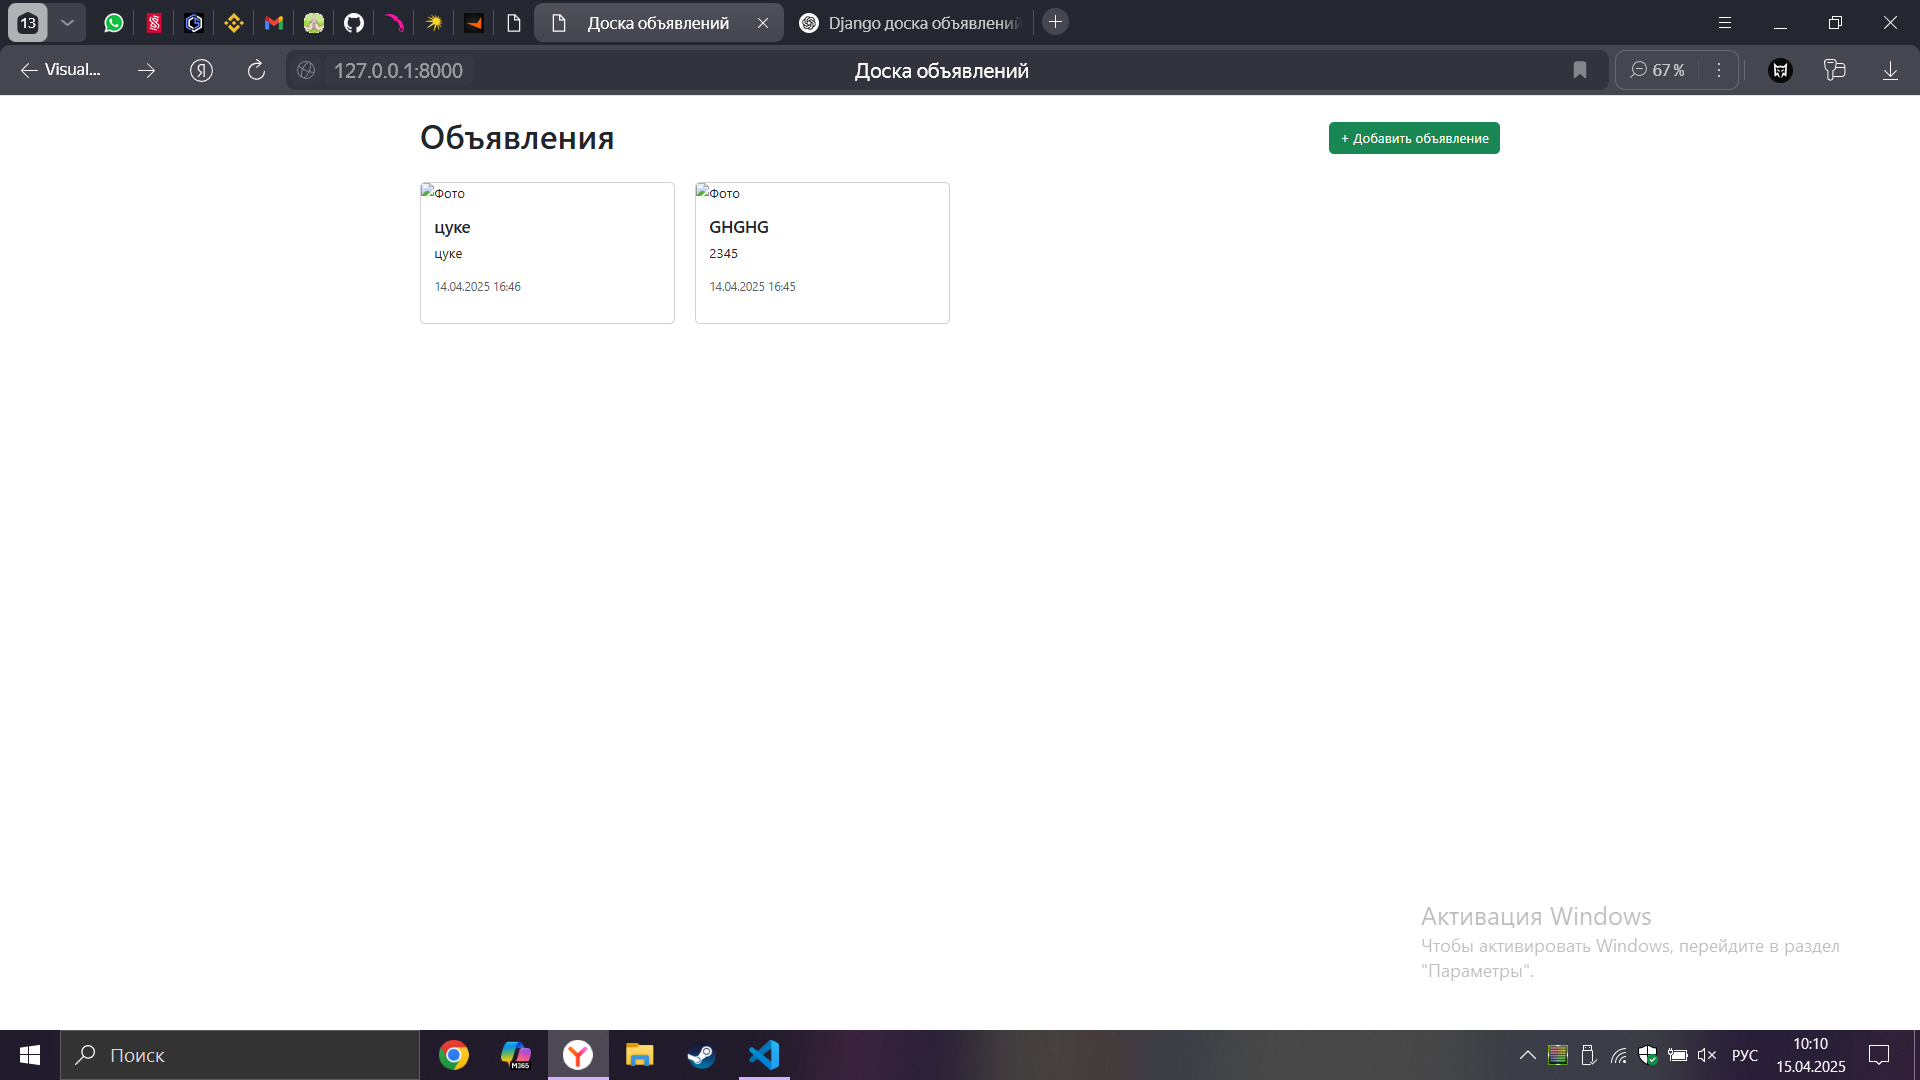 13
Доска объявлений
Django доска объявлений
Visual...
127.0.0.1:8000
Доска объявлений
67 %
Объявления
+ Добавить объявление
Фото
цуке
цуке
14.04.2025 16:46
Фото
GHGHG
2345
14.04.2025 16:45
Активация Windows
Чтобы активировать Windows, перейдите в раздел
"Параметры".
Поиск
M365
РУС
10:10
15.04.2025